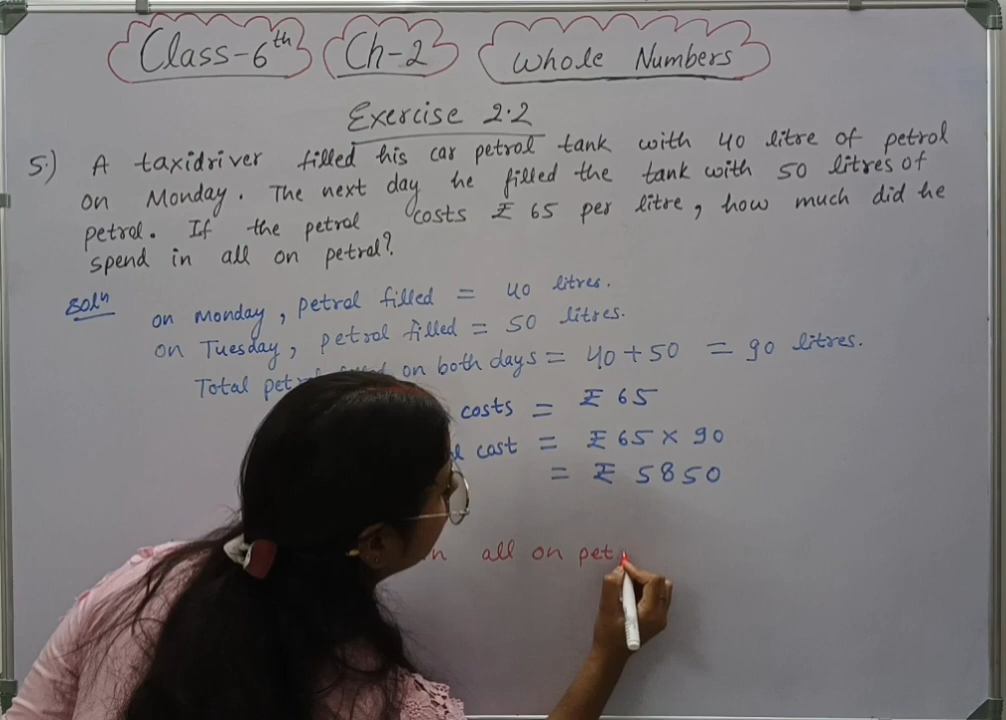 Class-6th Ch-2 Whole Numbers
Exercise 2.2
5.) A taxidriver filled his car petrol tank with 40 litre of petrol
on Monday. The next day he filled the tank with 50 litres of
petrol. If the petrol costs ₹ 65 per litre, how much did he
spend in all on petrol?
Solⁿ on Monday, petrol filled = 40 litres.
on Tuesday, petrol filled = 50 litres.
Total on both days = 40 + 50 = 90 litres.
costs = ₹ 65
cost = ₹ 65 × 90
= ₹ 5850
all on pet